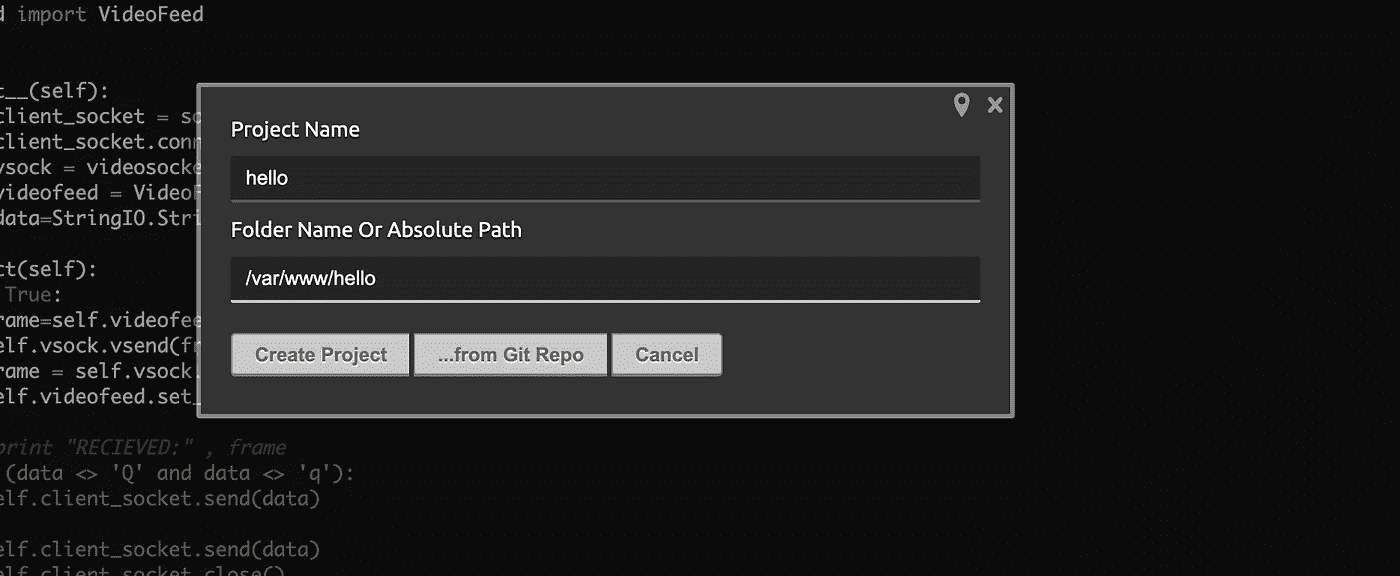 d import VideoFeed
t__(self):
client_socket = so
client_socket.conn
vsock = videosocke
videofeed = VideoF
data=StringIO.Stri
ct(self):
True:
rame=self.videofee
elf.vsock.vsend(fr
rame = self.vsock.
elf.videofeed.set_
print "RECIEVED:" , frame
(data <> 'Q' and data <> 'q'):
elf.client_socket.send(data)
elf.client_socket.send(data)
elf.client_socket.close()
Project Name
hello
Folder Name Or Absolute Path
/var/www/hello
Create Project
...from Git Repo
Cancel